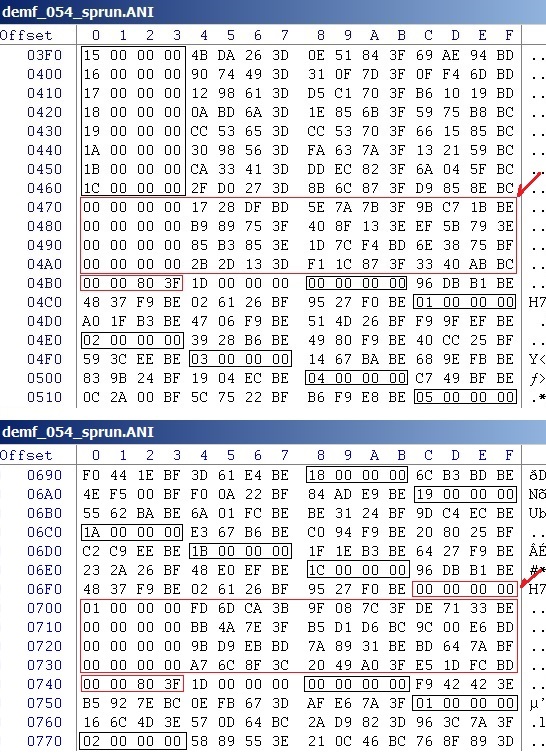 demf_054_sprun.ANI
Offset 0 1 2 3 4 5 6 7 8 9 A B C D E F
03F0 15 00 00 00 4B DA 26 3D 0E 51 84 3F 69 AE 94 BD ..
0400 16 00 00 00 90 74 49 3D 31 0F 7D 3F 0F F4 6D BD ..
0410 17 00 00 00 12 98 61 3D D5 C1 70 3F B6 10 19 BD ..
0420 18 00 00 00 0A BD 6A 3D 1E 85 6B 3F 59 75 B8 BC ..
0430 19 00 00 00 CC 53 65 3D CC 53 70 3F 66 15 85 BC ..
0440 1A 00 00 00 30 98 56 3D FA 63 7A 3F 13 21 59 BC ..
0450 1B 00 00 00 CA 33 41 3D DD EC 82 3F 6A 04 5F BC ..
0460 1C 00 00 00 2F D0 27 3D 8B 6C 87 3F D9 85 8E BC ..
0470 00 00 00 00 17 28 DF BD 5E 7A 7B 3F 9B C7 1B BE ..
0480 00 00 00 00 B9 89 75 3F 40 8F 13 3E EF 5B 79 3E ..
0490 00 00 00 00 85 B3 85 3E 1D 7C F4 BD 6E 38 75 BF ..
04A0 00 00 00 00 2B 2D 13 3D F1 1C 87 3F 33 40 AB BC ..
04B0 00 00 80 3F 1D 00 00 00 00 00 00 00 96 DB B1 BE ..
04C0 48 37 F9 BE 02 61 26 BF 95 27 F0 BE 01 00 00 00 H7
04D0 A0 1F B3 BE 47 06 F9 BE 51 4D 26 BF F9 9F EF BE .
04E0 02 00 00 00 39 28 B6 BE 49 80 F9 BE 40 CC 25 BF ..
04F0 59 3C EE BE 03 00 00 00 14 67 BA BE 68 9E FB BE Y<
0500 83 9B 24 BF 19 04 EC BE 04 00 00 00 C7 49 BF BE ƒ>
0510 0C 2A 00 BF 5C 75 22 BF B6 F9 E8 BE 05 00 00 00 .*
demf_054_sprun.ANI
Offset 0 1 2 3 4 5 6 7 8 9 A B C D E F
0690 F0 44 1E BF 3D 61 E4 BE 18 00 00 00 6C B3 BD BE ðD
06A0 4E F5 00 BF F0 0A 22 BF 84 AD E9 BE 19 00 00 00 Nõ
06B0 55 62 BA BE 6A 01 FC BE BE 31 24 BF 9D C4 EC BE Ub
06C0 1A 00 00 00 E3 67 B6 BE C0 94 F9 BE 20 80 25 BF ..
06D0 C2 C9 EE BE 1B 00 00 00 1F 1E B3 BE 64 27 F9 BE ÂÉ
06E0 23 2A 26 BF 48 E0 EF BE 1C 00 00 00 96 DB B1 BE #*
06F0 48 37 F9 BE 02 61 26 BF 95 27 F0 BE 00 00 00 00 H7
0700 01 00 00 00 FD 6D CA 3B 9F 08 7C 3F DE 71 33 BE ..
0710 00 00 00 00 BB 4A 7E 3F B5 D1 D6 BC 9C 00 E6 BD ..
0720 00 00 00 00 9B D9 EB BD 7A 89 31 BE BD 64 7A BF ..
0730 00 00 00 00 A7 6C 8F 3C 20 49 A0 3F E5 1D FC BD ..
0740 00 00 80 3F 1D 00 00 00 00 00 00 00 F9 42 42 3E ..
0750 B5 92 7E BC 0E FB 67 3D AF E6 7A 3F 01 00 00 00 µ'
0760 16 6C 4D 3E 57 0D 64 BC 2A D9 82 3D 96 3C 7A 3F .l
0770 02 00 00 00 58 89 55 3E 21 0C 46 BC 76 8F 89 3D ..